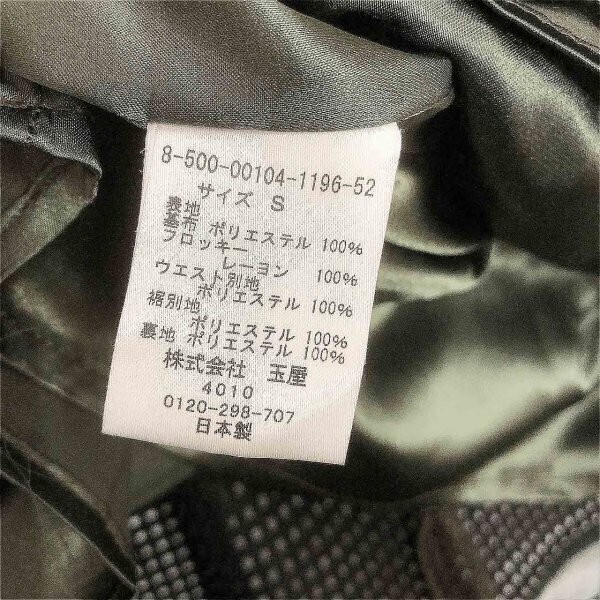 8-500-00104-1196-52
サイズ S
表地
基布 ポリエステル 100%
フロッキー
レーヨン 100%
ウエスト別地
ポリエステル 100%
裾別地
ポリエステル 100%
裏地 ポリエステル 100%
株式会社 玉屋
4010
0120-298-707
日本製